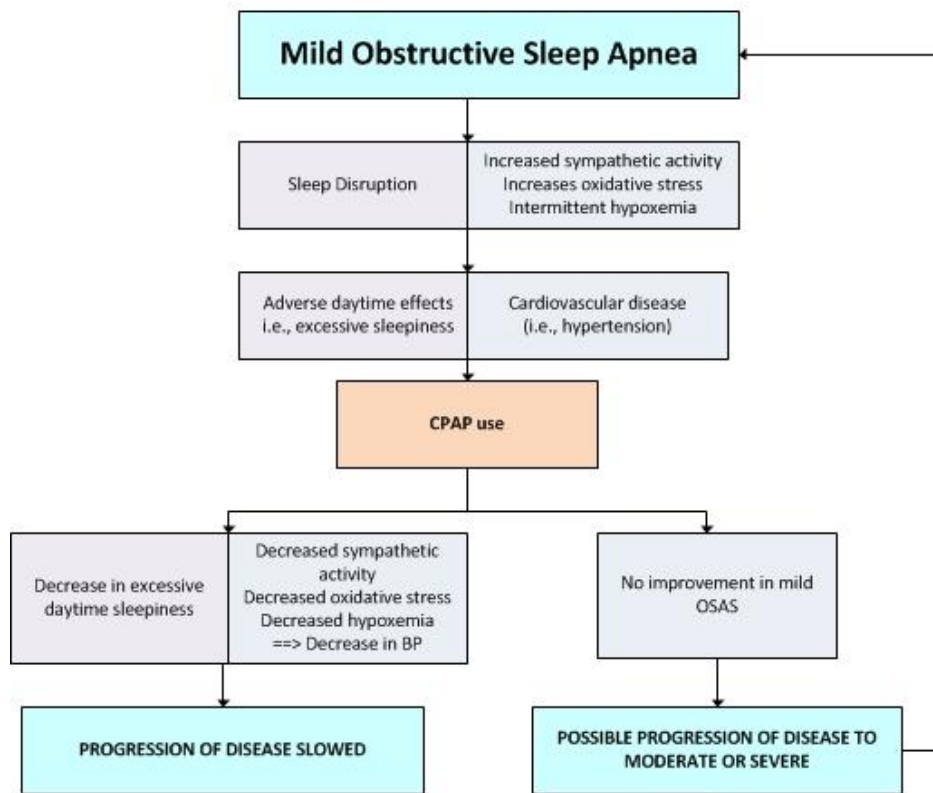 Mild Obstructive Sleep Apnea
Sleep Disruption
Increased sympathetic activity
Increases oxidative stress
Intermittent hypoxemia
Adverse daytime effects
i.e., excessive sleepiness
Cardiovascular disease
(i.e., hypertension)
CPAP use
Decrease in excessive
daytime sleepiness
Decreased sympathetic
activity
Decreased oxidative stress
Decreased hypoxemia
==> Decrease in BP
No improvement in mild
OSAS
PROGRESSION OF DISEASE SLOWED
POSSIBLE PROGRESSION OF DISEASE TO
MODERATE OR SEVERE